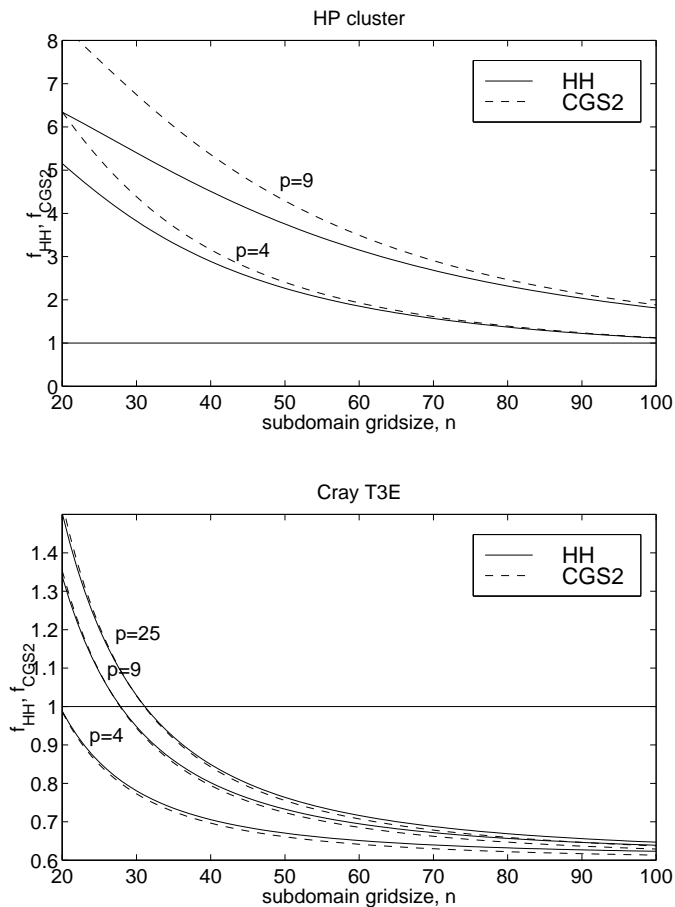 HP cluster
8
7
6
5
4
3
2
1
0
f_HH, f_CGS2
HH
CGS2
p=9
p=4
20 30 40 50 60 70 80 90 100
subdomain gridsize, n
Cray T3E
1.4
1.3
1.2
1.1
1
0.9
0.8
0.7
0.6
f_HH, f_CGS2
HH
CGS2
p=25
p=9
p=4
20 30 40 50 60 70 80 90 100
subdomain gridsize, n